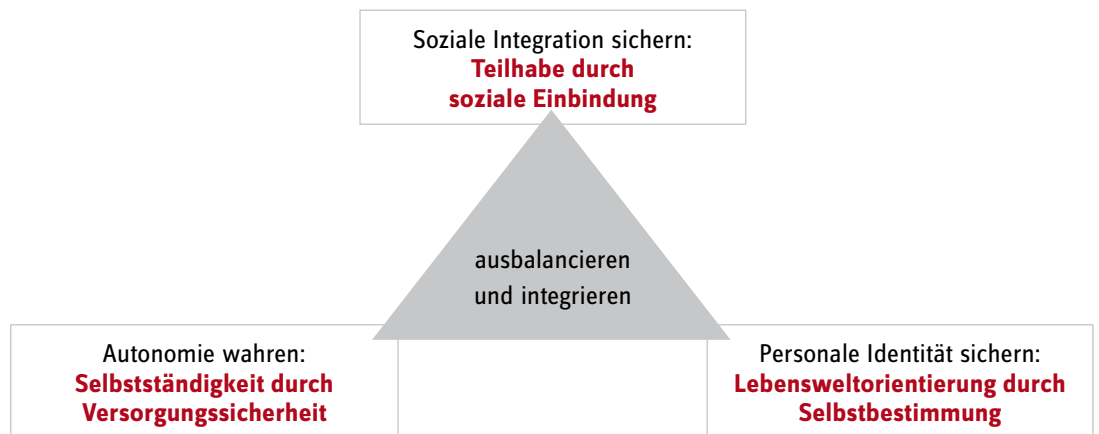 Soziale Integration sichern:
Teilhabe durch
soziale Einbindung
ausbalancieren
und integrieren
Autonomie wahren:
Selbstständigkeit durch
Versorgungssicherheit
Personale Identität sichern:
Lebensweltorientierung durch
Selbstbestimmung